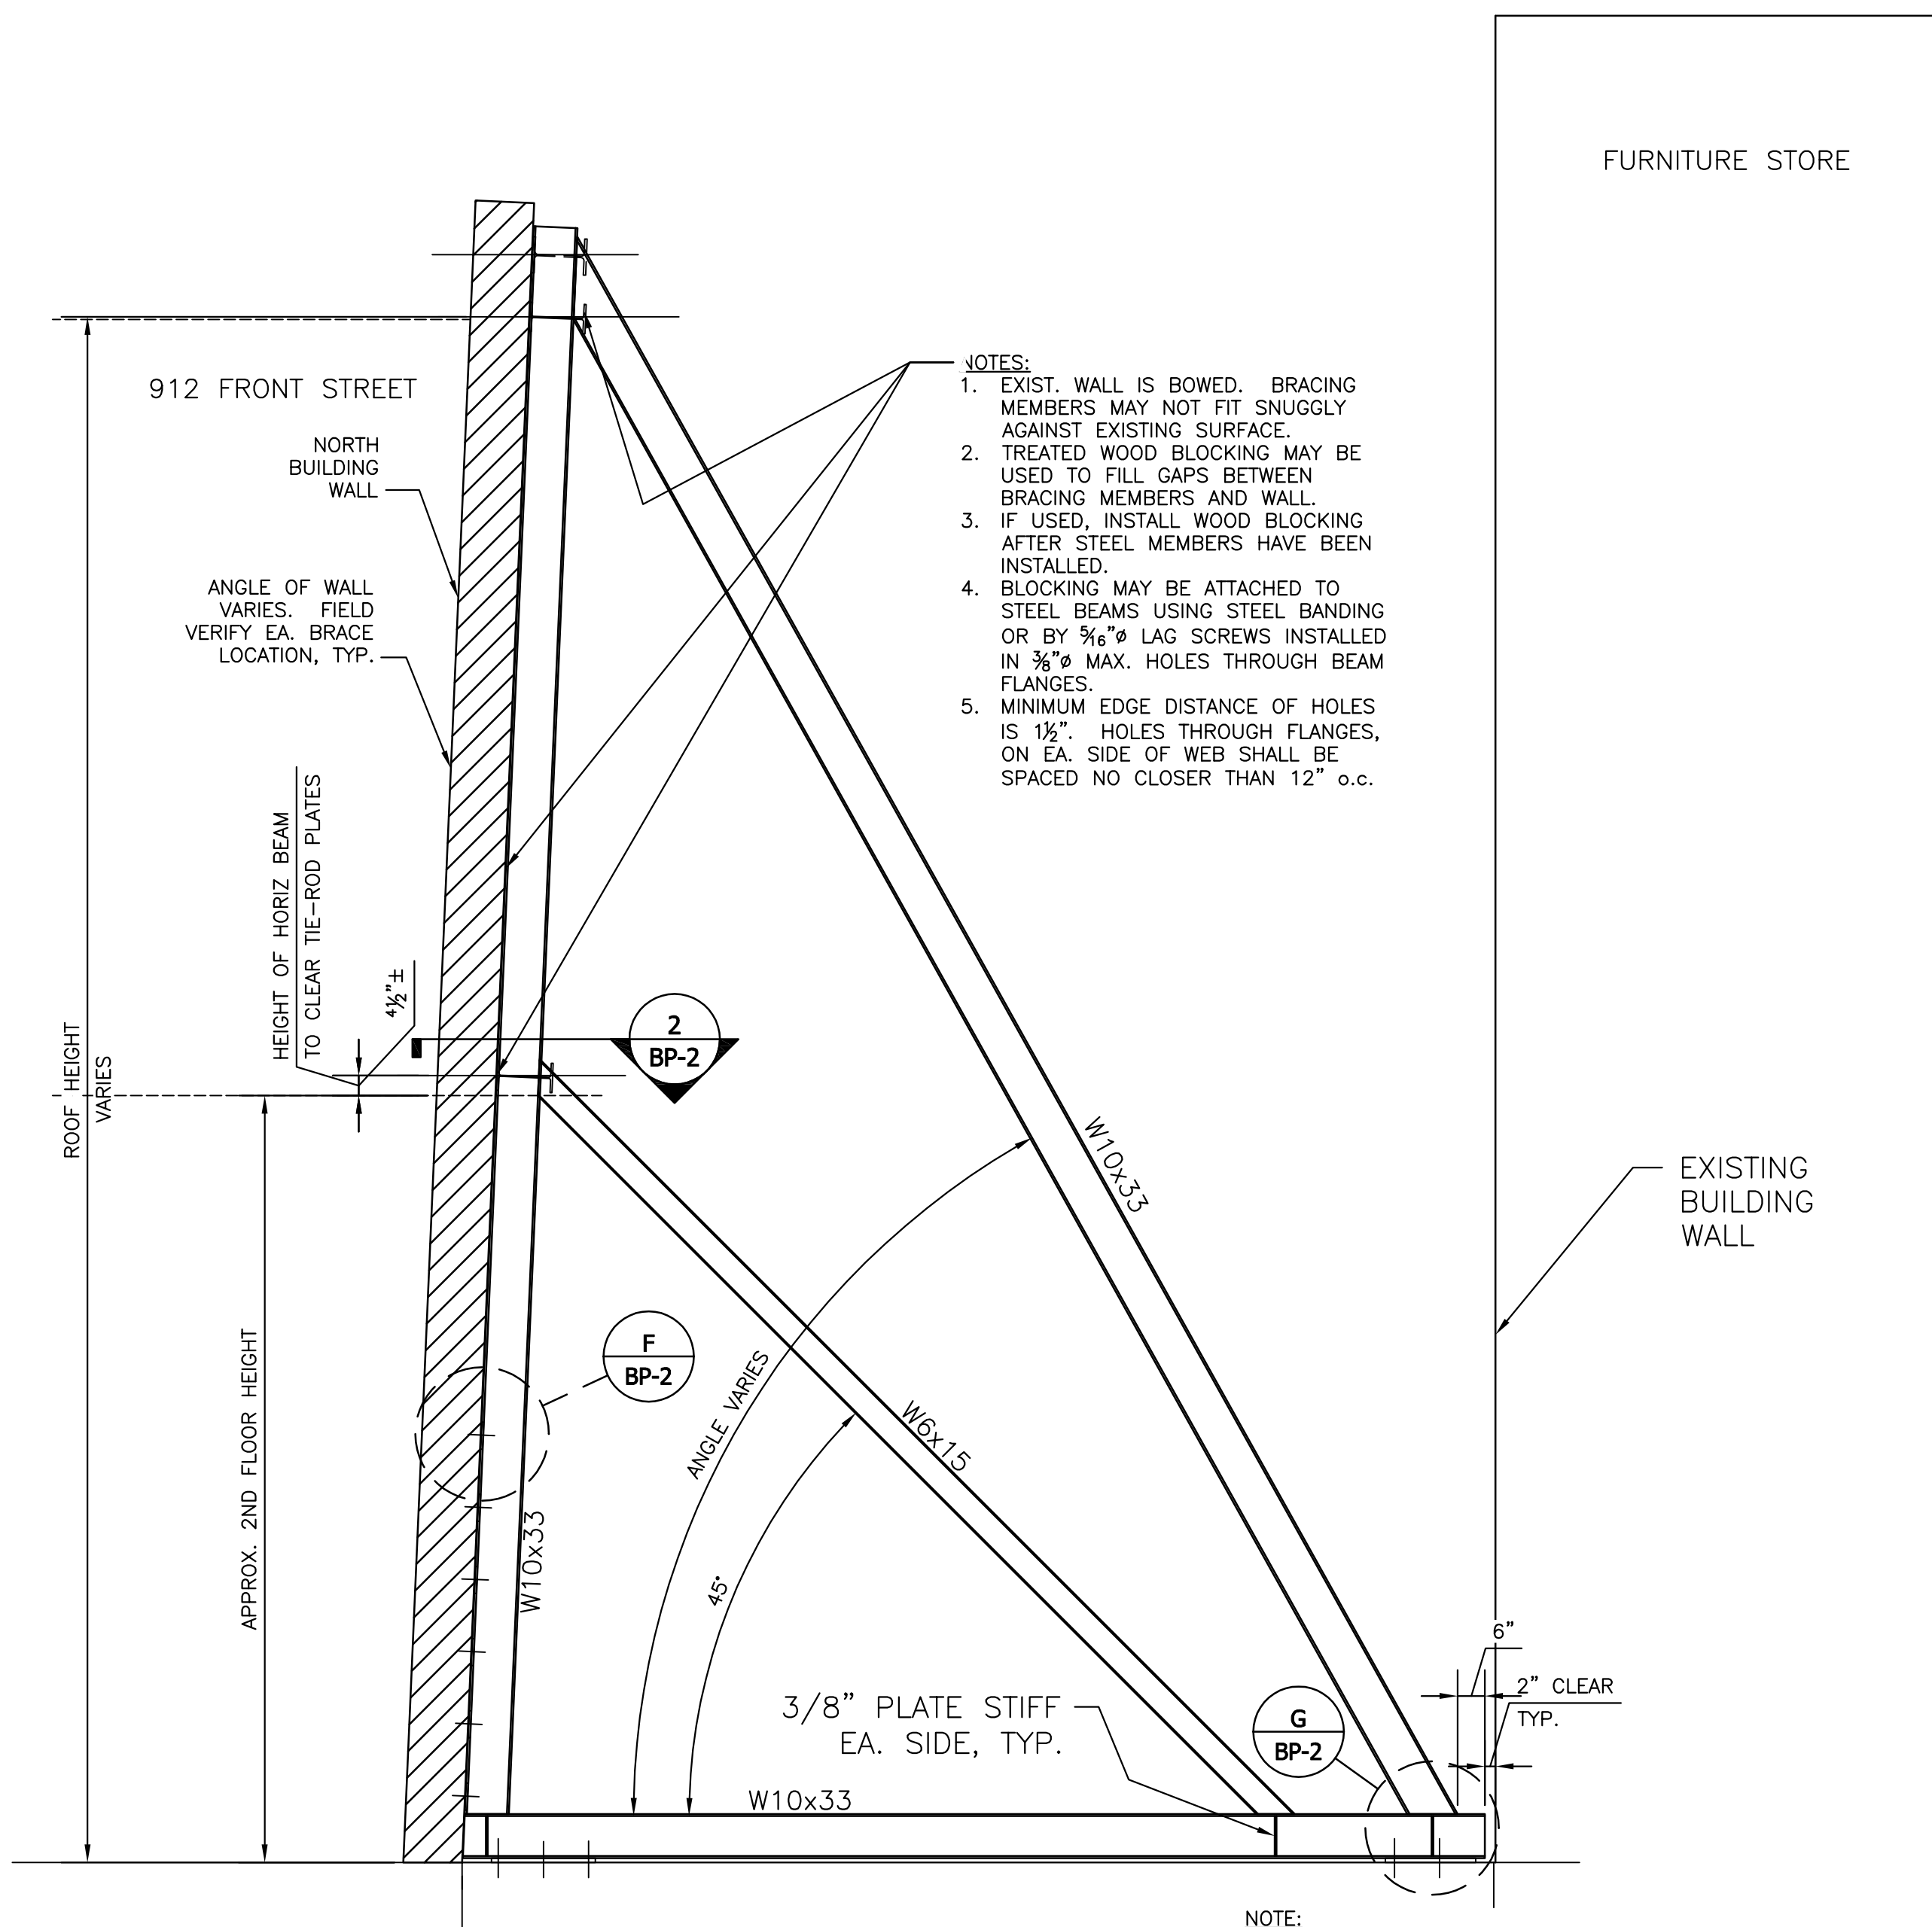 FURNITURE STORE
912 FRONT STREET
NORTH
BUILDING
WALL
ANGLE OF WALL
VARIES. FIELD
VERIFY EA. BRACE
LOCATION, TYP.
NOTES:
1. EXIST. WALL IS BOWED. BRACING
MEMBERS MAY NOT FIT SNUGGLY
AGAINST EXISTING SURFACE.
2. TREATED WOOD BLOCKING MAY BE
USED TO FILL GAPS BETWEEN
BRACING MEMBERS AND WALL.
3. IF USED, INSTALL WOOD BLOCKING
AFTER STEEL MEMBERS HAVE BEEN
INSTALLED.
4. BLOCKING MAY BE ATTACHED TO
STEEL BEAMS USING STEEL BANDING
OR BY 5/16"ø LAG SCREWS INSTALLED
IN 3/8"ø MAX. HOLES THROUGH BEAM
FLANGES.
5. MINIMUM EDGE DISTANCE OF HOLES
IS 1½". HOLES THROUGH FLANGES,
ON EA. SIDE OF WEB SHALL BE
SPACED NO CLOSER THAN 12" o.c.
HEIGHT OF HORIZ BEAM
TO CLEAR TIE-ROD PLATES
4½"±
2
BP-2
ROOF HEIGHT
VARIES
W10x33
EXISTING
BUILDING
WALL
F
BP-2
APPROX. 2ND FLOOR HEIGHT
ANGLE VARIES
W6x15
W10x33
45°
6"
2" CLEAR
TYP.
3/8" PLATE STIFF
EA. SIDE, TYP.
G
BP-2
W10x33
NOTE: